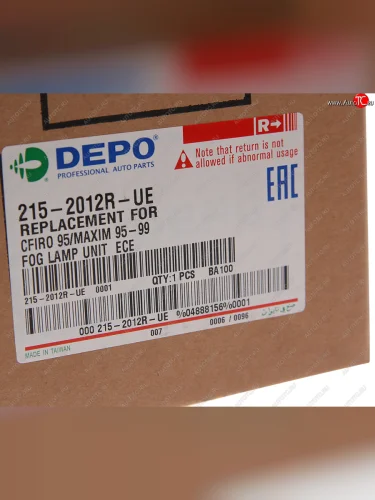 DEPO®
PROFESSIONAL AUTO PARTS
R
Note that return is not
allowed if abnormal usage
EAC
215-2012R-UE
REPLACEMENT FOR
CFIRO 95/MAXIM 95-99
FOG LAMP UNIT ECE
215-2012R-UE 0001
QTY:1 PCS
BA100
000 215-2012R-UE %04888156%0001
007
0006 / 0096
MADE IN TAIWAN